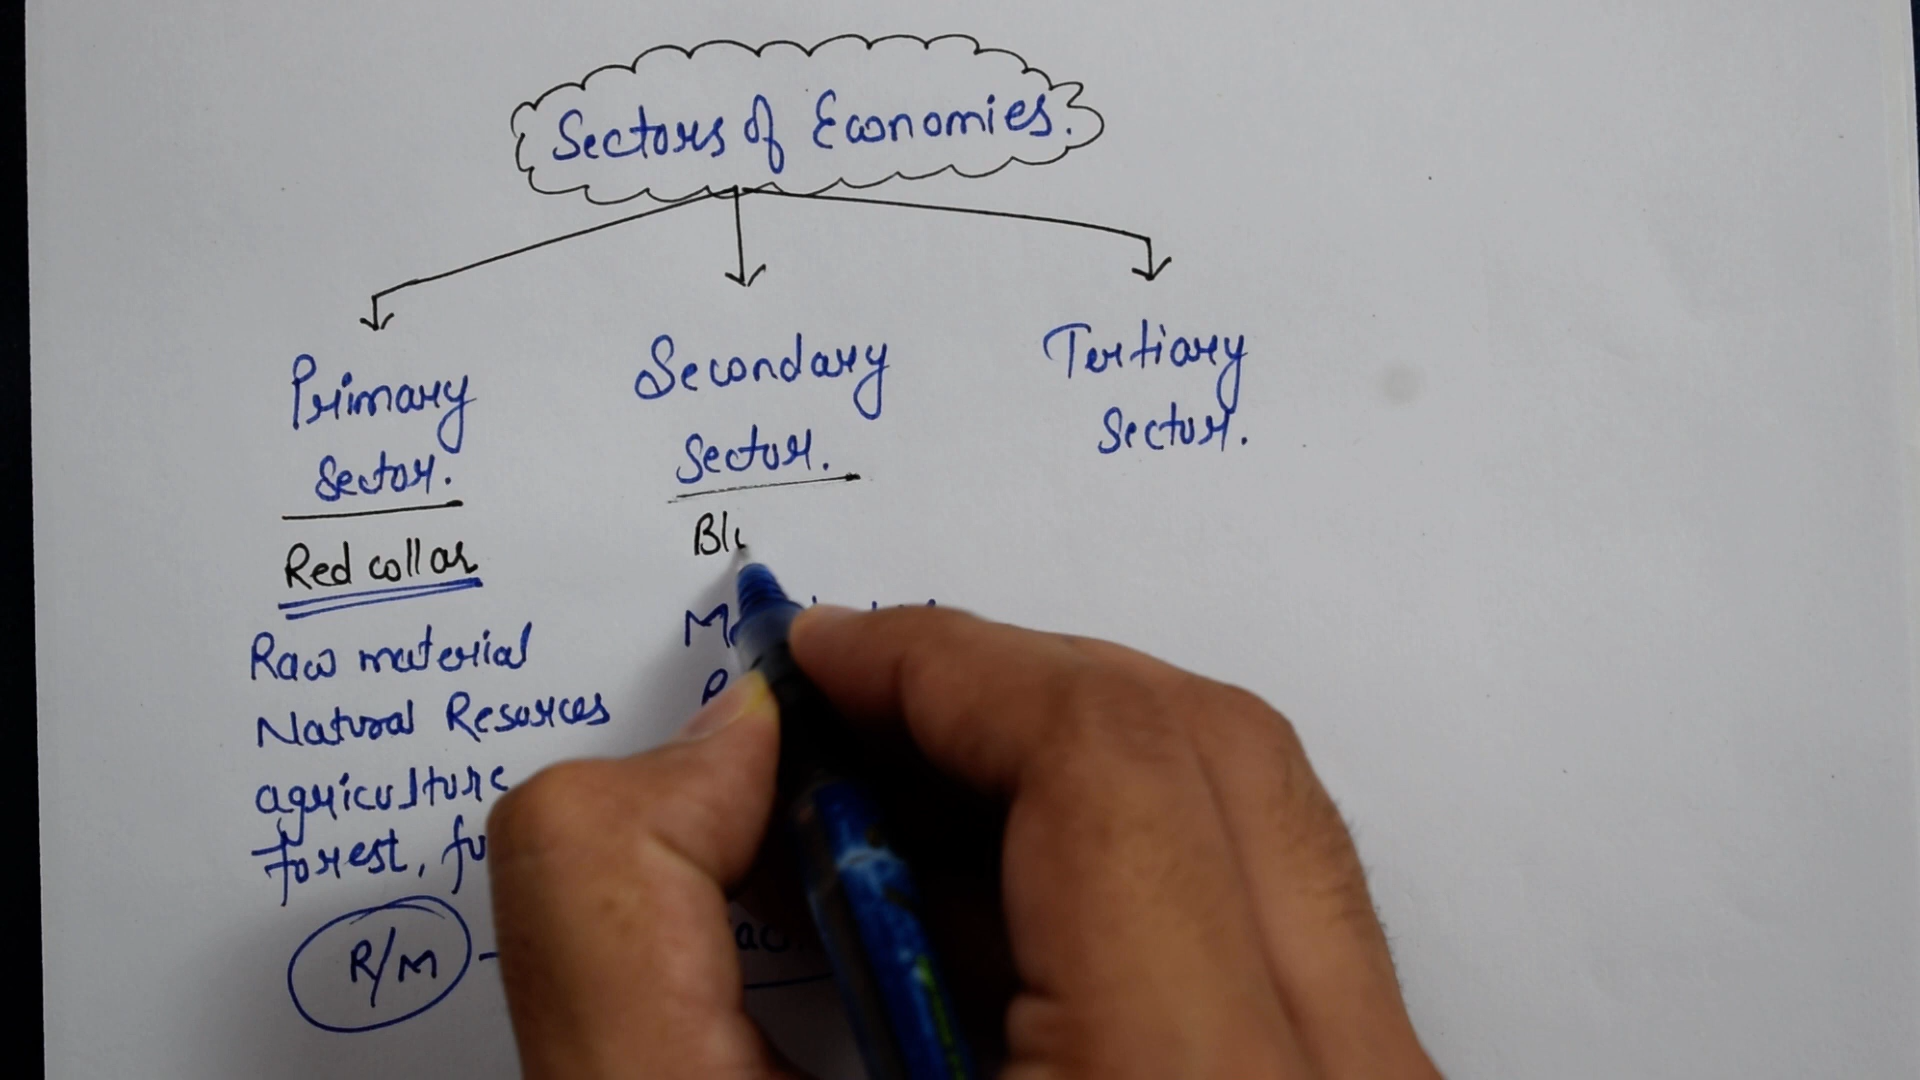 Sectors of Economies.
Primary
Sector.
Red collar
Raw material
Natural Resources
agriculture
forest,
R/M
Secondary
Sector.
Tertiary
Sector.